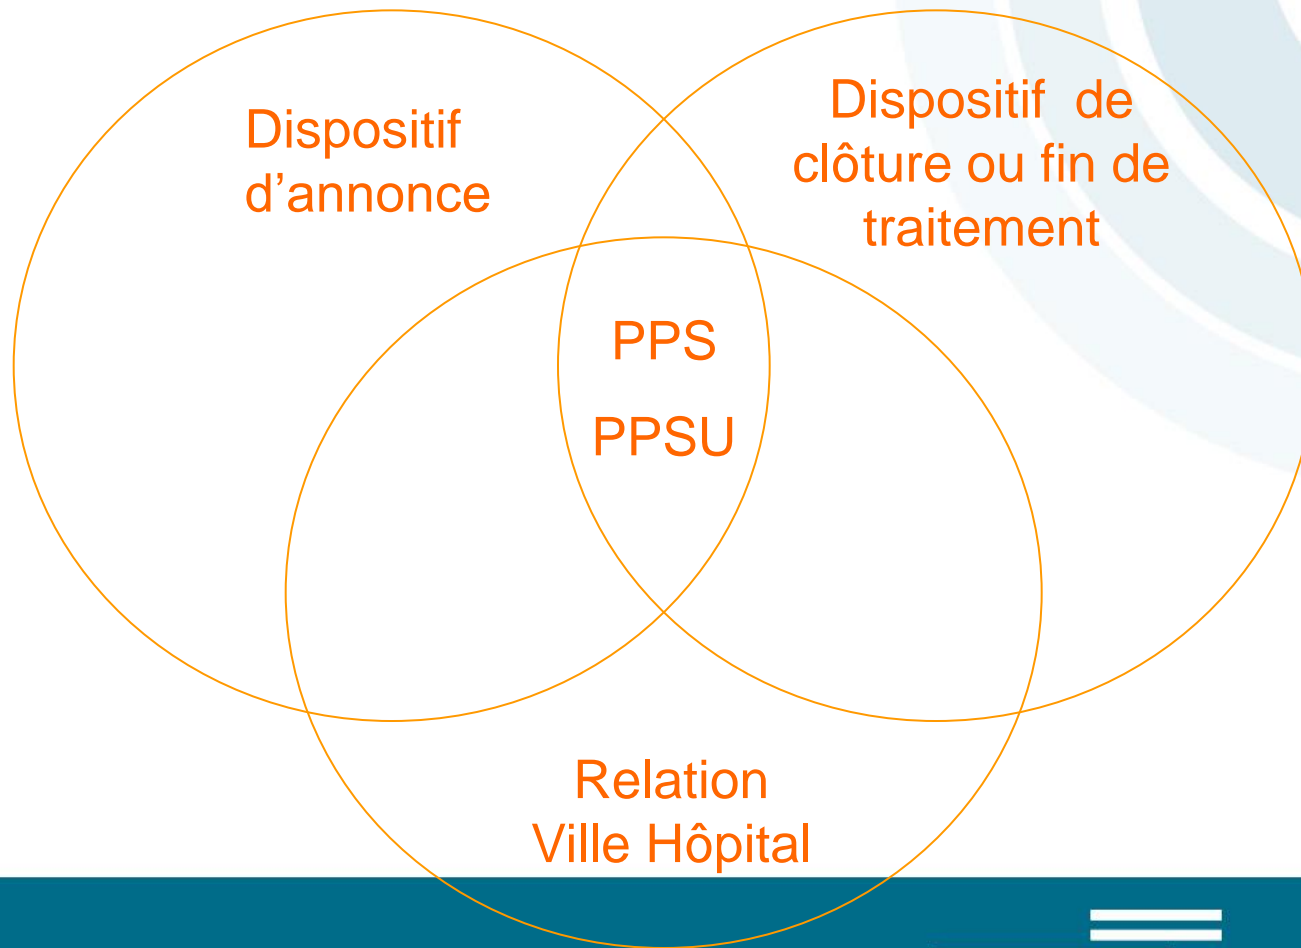 Dispositif
d’annonce
Dispositif de
clôture ou fin de
traitement
PPS
PPSU
Relation
Ville Hôpital